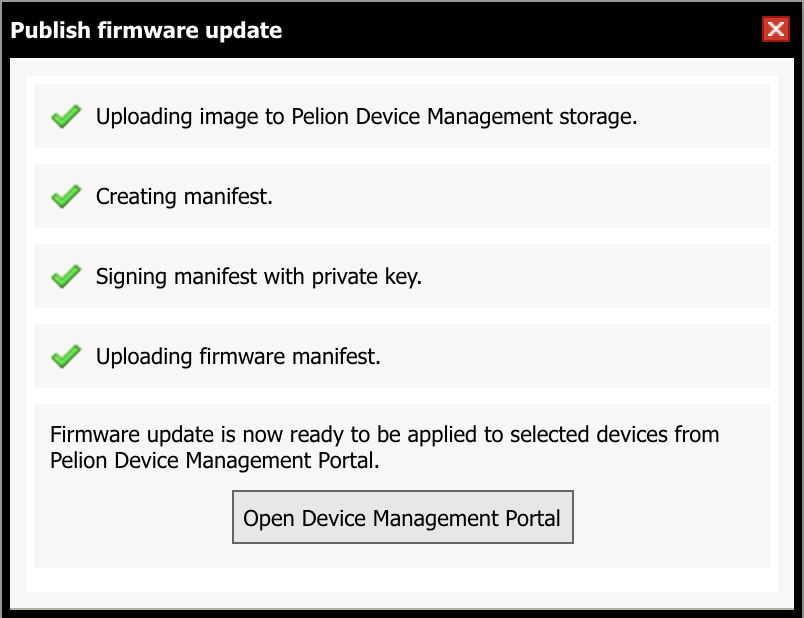 Publish firmware update
Uploading image to Pelion Device Management storage.
Creating manifest.
Signing manifest with private key.
Uploading firmware manifest.
Firmware update is now ready to be applied to selected devices from
Pelion Device Management Portal.
Open Device Management Portal